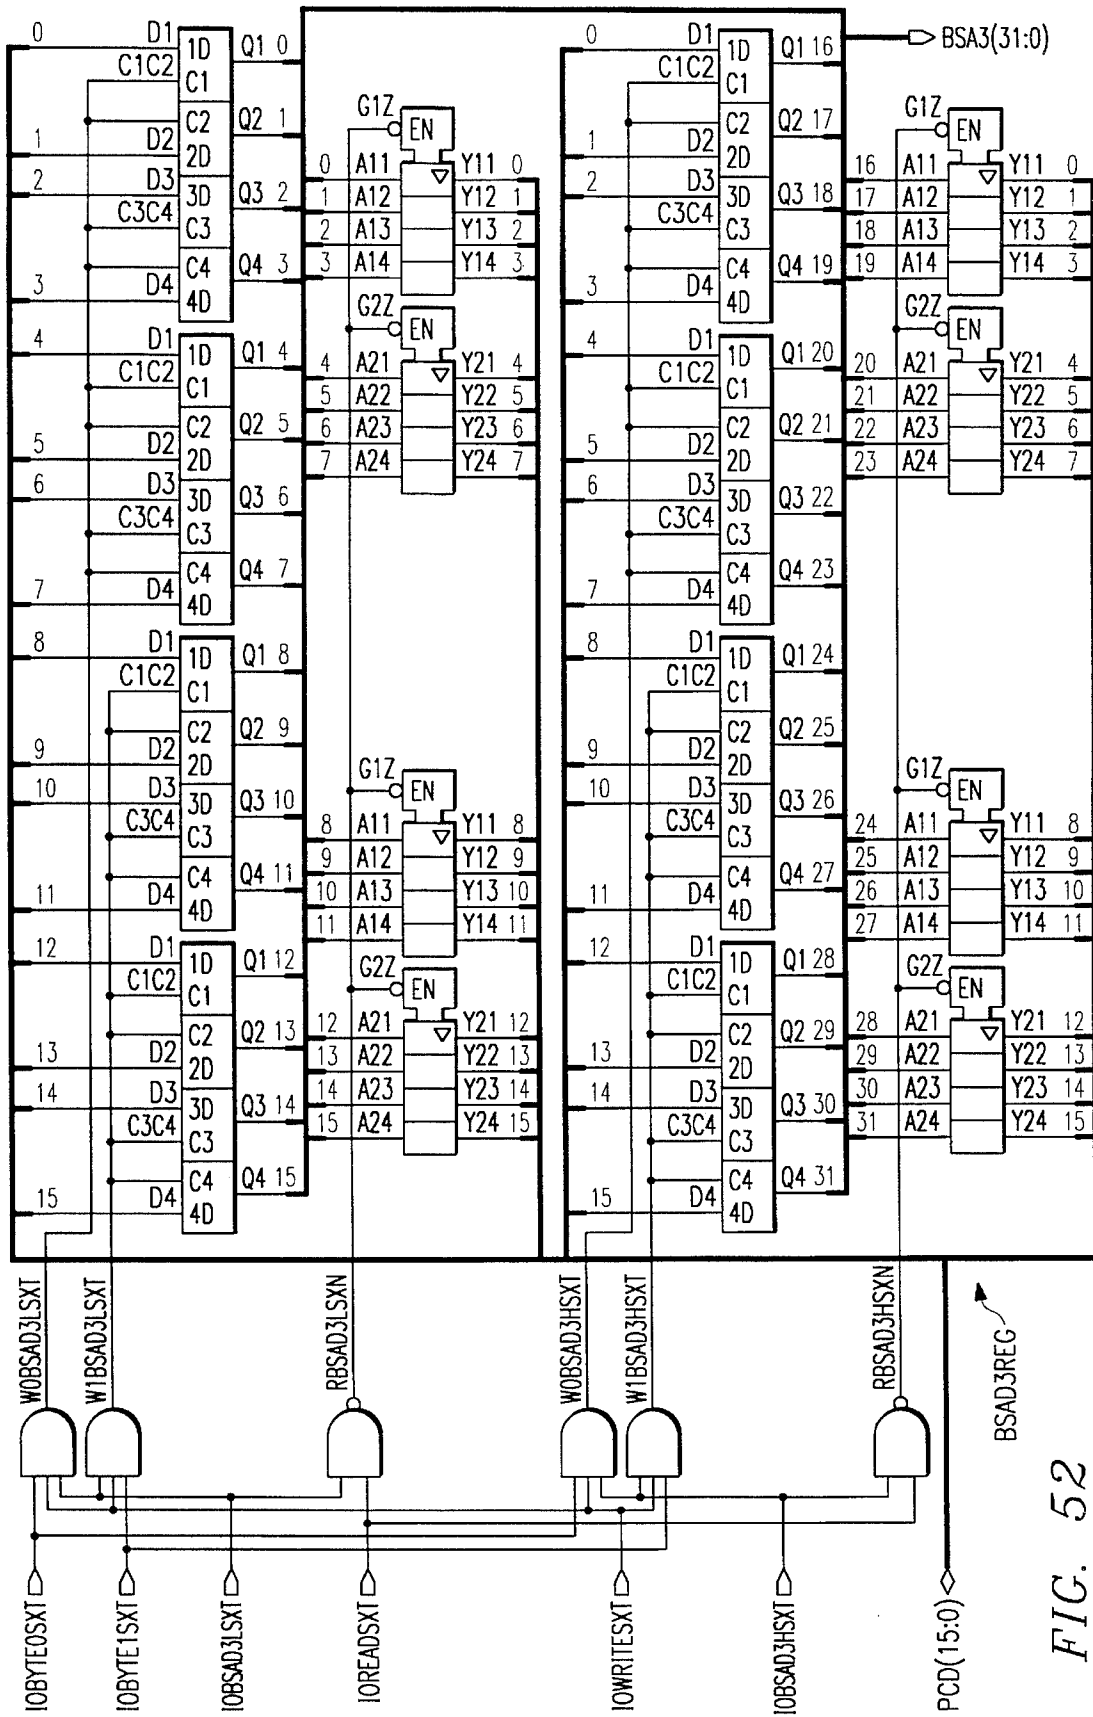 0 D1 1D Q1 0
C1C2 C1
C2 Q2 1
1 D2 2D
2 D3 3D Q3 2
C3C4 C3
C4 Q4 3
3 D4 4D
4 D1 1D Q1 4
C1C2 C1
C2 Q2 5
5 D2 2D
6 D3 3D Q3 6
C3C4 C3
C4 Q4 7
7 D4 4D
8 D1 1D Q1 8
C1C2 C1
C2 Q2 9
9 D2 2D
10 D3 3D Q3 10
C3C4 C3
C4 Q4 11
11 D4 4D
12 D1 1D Q1 12
C1C2 C1
C2 Q2 13
13 D2 2D
14 D3 3D Q3 14
C3C4 C3
C4 Q4 15
15 D4 4D
G1Z EN
0 A11 Y11 0
1 A12 Y12 1
2 A13 Y13 2
3 A14 Y14 3
G2Z EN
4 A21 Y21 4
5 A22 Y22 5
6 A23 Y23 6
7 A24 Y24 7
G1Z EN
8 A11 Y11 8
9 A12 Y12 9
10 A13 Y13 10
11 A14 Y14 11
G2Z EN
12 A21 Y21 12
13 A22 Y22 13
14 A23 Y23 14
15 A24 Y24 15
0 D1 1D Q1 16
C1C2 C1
C2 Q2 17
1 D2 2D
2 D3 3D Q3 18
C3C4 C3
C4 Q4 19
3 D4 4D
4 D1 1D Q1 20
C1C2 C1
C2 Q2 21
5 D2 2D
6 D3 3D Q3 22
C3C4 C3
C4 Q4 23
7 D4 4D
8 D1 1D Q1 24
C1C2 C1
C2 Q2 25
9 D2 2D
10 D3 3D Q3 26
C3C4 C3
C4 Q4 27
11 D4 4D
12 D1 1D Q1 28
C1C2 C1
C2 Q2 29
13 D2 2D
14 D3 3D Q3 30
C3C4 C3
C4 Q4 31
15 D4 4D
BSA3(31:0)
G1Z EN
16 A11 Y11 0
17 A12 Y12 1
18 A13 Y13 2
19 A14 Y14 3
G2Z EN
20 A21 Y21 4
21 A22 Y22 5
22 A23 Y23 6
23 A24 Y24 7
G1Z EN
24 A11 Y11 8
25 A12 Y12 9
26 A13 Y13 10
27 A14 Y14 11
G2Z EN
28 A21 Y21 12
29 A22 Y22 13
30 A23 Y23 14
31 A24 Y24 15
W0BSAD3LSXT
W1BSAD3LSXT
RBSAD3LSXN
W0BSAD3HSXT
W1BSAD3HSXT
RBSAD3HSXN
BSAD3REG
IOBYTE0SXT
IOBYTE1SXT
IOBSAD3LSXT
IOREADSXT
IOWRITESXT
IOBSAD3HSXT
PCD(15:0)
FIG. 52